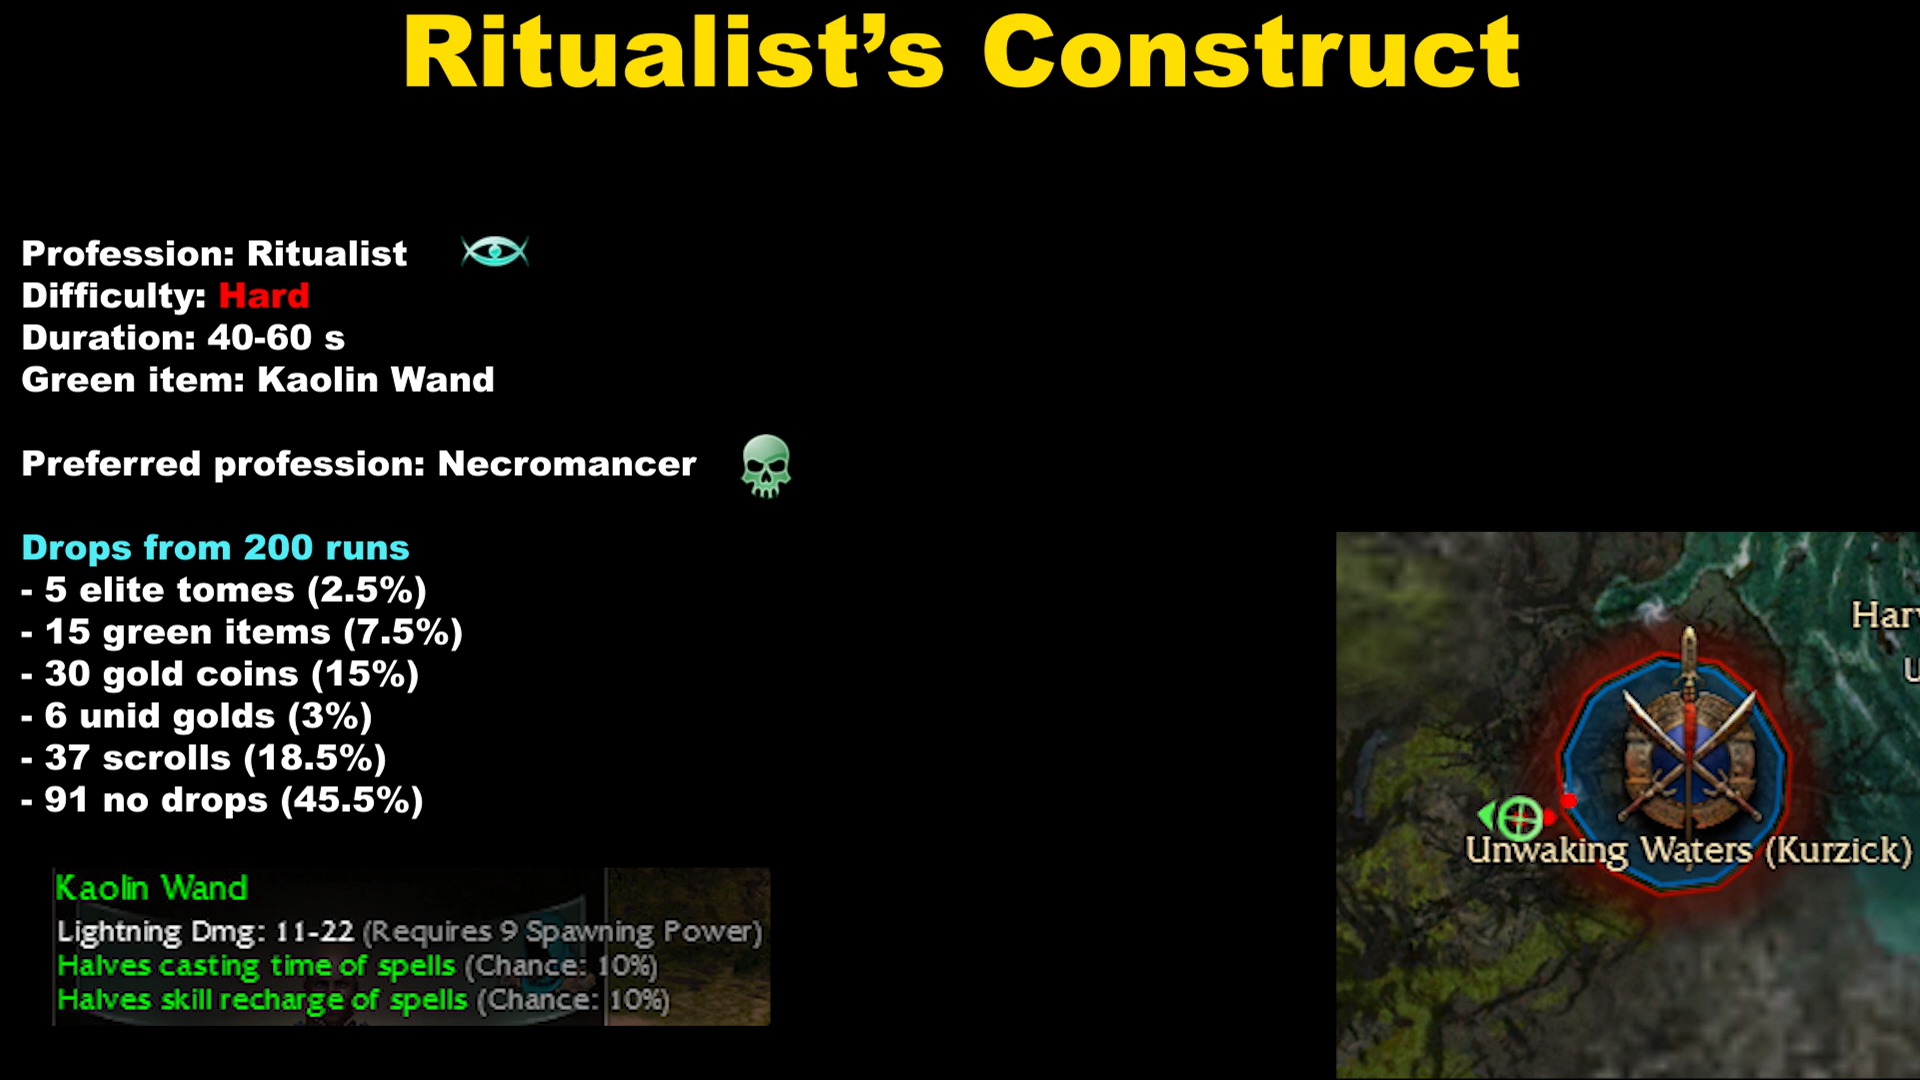 Ritualist’s Construct
Profession: Ritualist
Difficulty: Hard
Duration: 40-60 s
Green item: Kaolin Wand
Preferred profession: Necromancer
Drops from 200 runs
- 5 elite tomes (2.5%)
- 15 green items (7.5%)
- 30 gold coins (15%)
- 6 unid golds (3%)
- 37 scrolls (18.5%)
- 91 no drops (45.5%)
Kaolin Wand
Lightning Dmg: 11-22 (Requires 9 Spawning Power)
Halves casting time of spells (Chance: 10%)
Halves skill recharge of spells (Chance: 10%)
Har
U
Unwaking Waters (Kurzick)